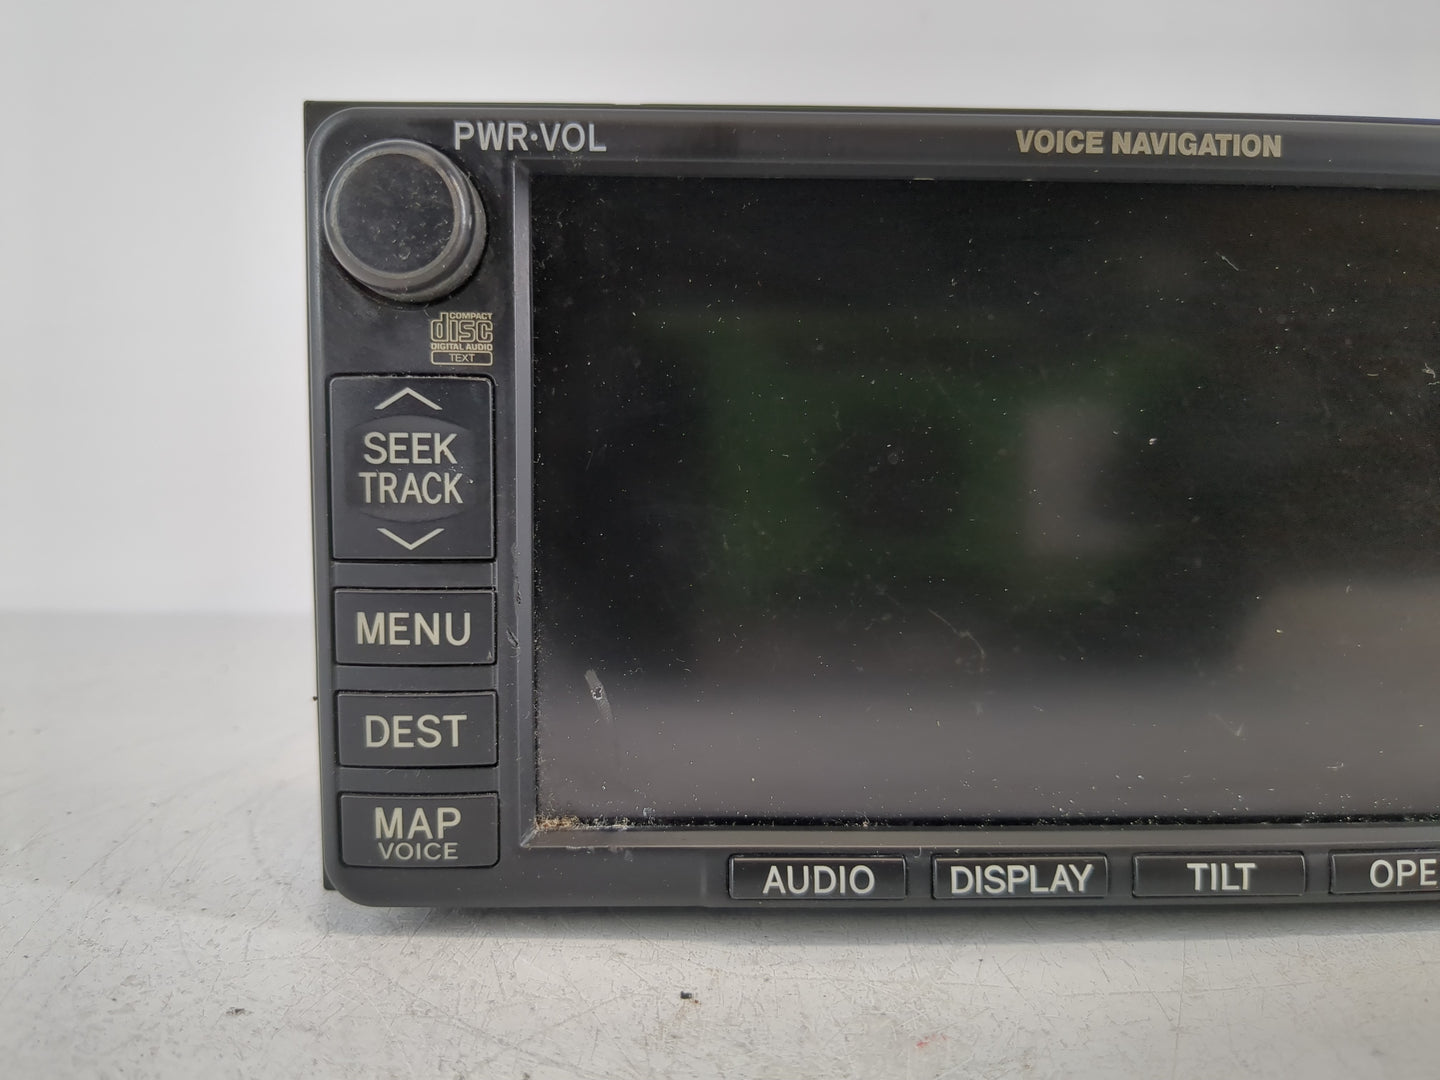 PWR·VOL
VOICE NAVIGATION
COMPACT
disc
DIGITAL AUDIO
TEXT
SEEK
TRACK
MENU
DEST
MAP
VOICE
AUDIO
DISPLAY
TILT
OPE